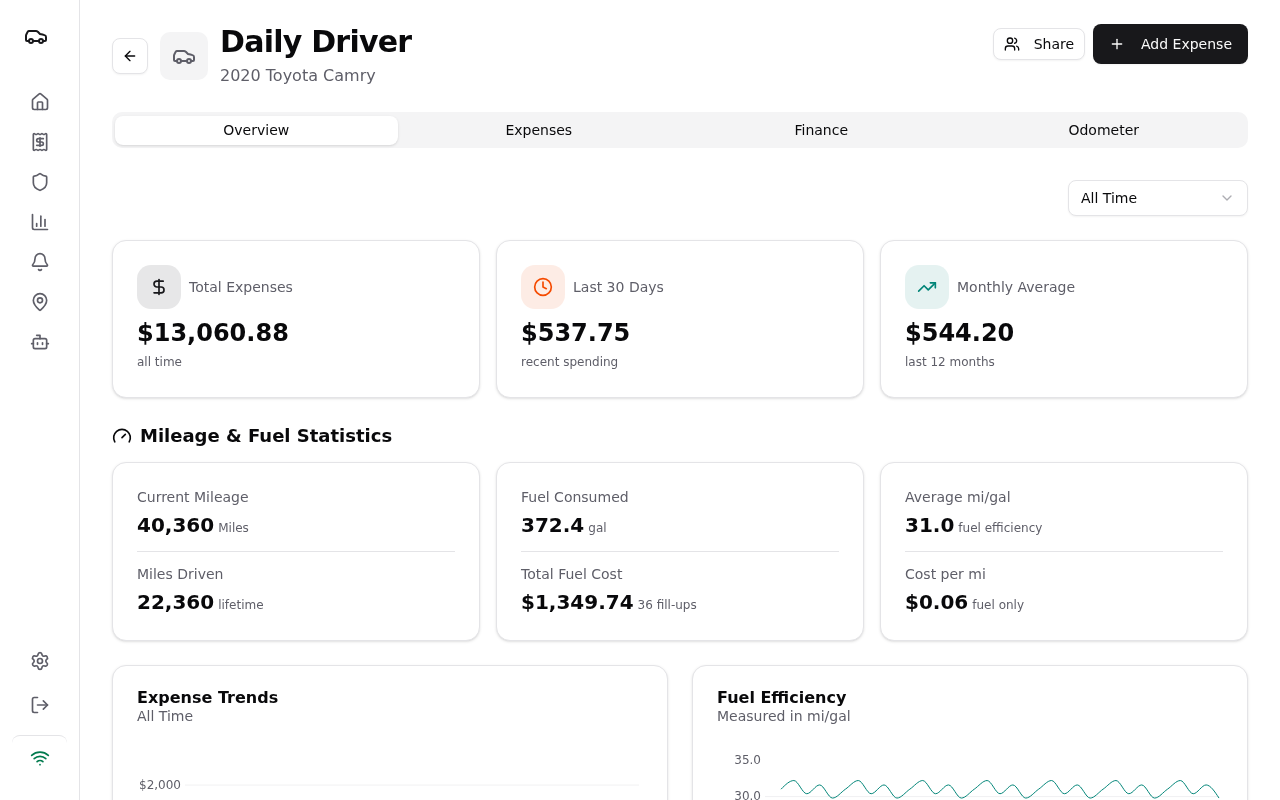 Daily Driver
2020 Toyota Camry
Share
Add Expense
Overview
Expenses
Finance
Odometer
All Time
Total Expenses
$13,060.88
all time
Last 30 Days
$537.75
recent spending
Monthly Average
$544.20
last 12 months
Mileage & Fuel Statistics
Current Mileage
40,360 Miles
Miles Driven
22,360 lifetime
Fuel Consumed
372.4 gal
Total Fuel Cost
$1,349.74 36 fill-ups
Average mi/gal
31.0 fuel efficiency
Cost per mi
$0.06 fuel only
Expense Trends
All Time
$2,000
Fuel Efficiency
Measured in mi/gal
35.0
30.0